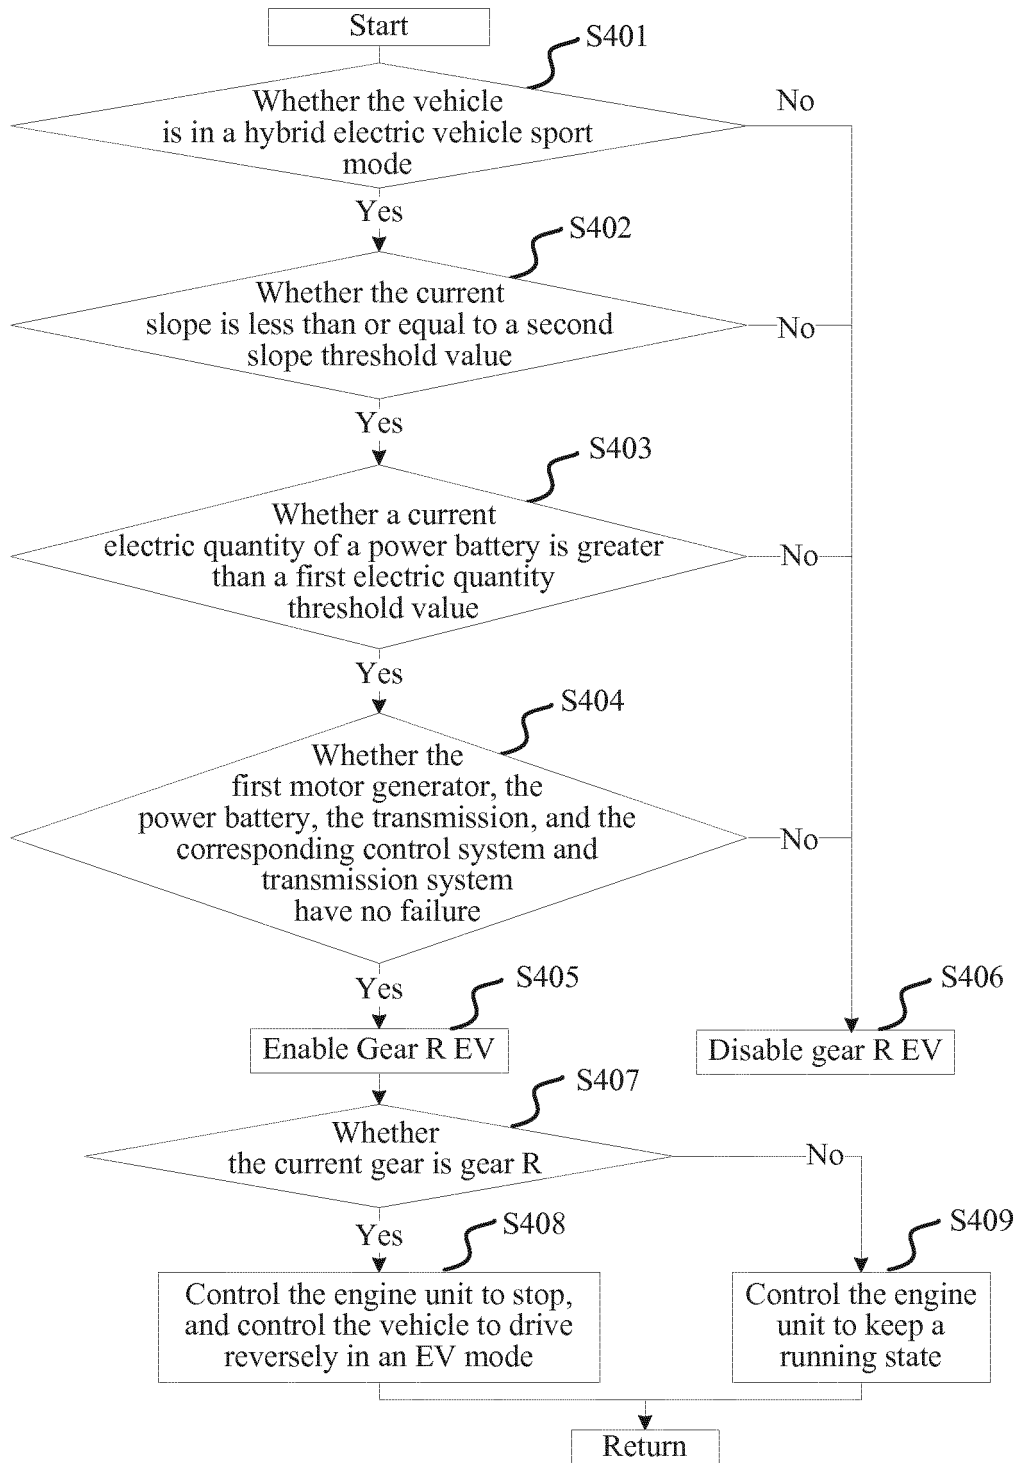 Start
S401
Whether the vehicle
is in a hybrid electric vehicle sport
mode
No
Yes
S402
Whether the current
slope is less than or equal to a second
slope threshold value
No
Yes
S403
Whether a current
electric quantity of a power battery is greater
than a first electric quantity
threshold value
No
Yes
S404
Whether the
first motor generator, the
power battery, the transmission, and the
corresponding control system and
transmission system
have no failure
No
Yes
S405
S406
Enable Gear R EV
Disable gear R EV
S407
Whether
the current gear is gear R
No
Yes
S408
S409
Control the engine unit to stop,
and control the vehicle to drive
reversely in an EV mode
Control the engine
unit to keep a
running state
Return